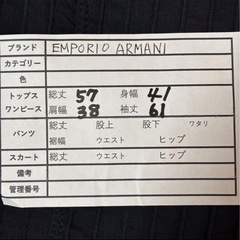 ブランド EMPORIO ARMANI
カテゴリー
色
トップス 総丈 57 身幅 41
ワンピース 肩幅 38 袖丈 61
パンツ 総丈 股上 股下 ワタリ
裾幅 ウエスト ヒップ
スカート 総丈 ウエスト ヒップ
備考
管理番号